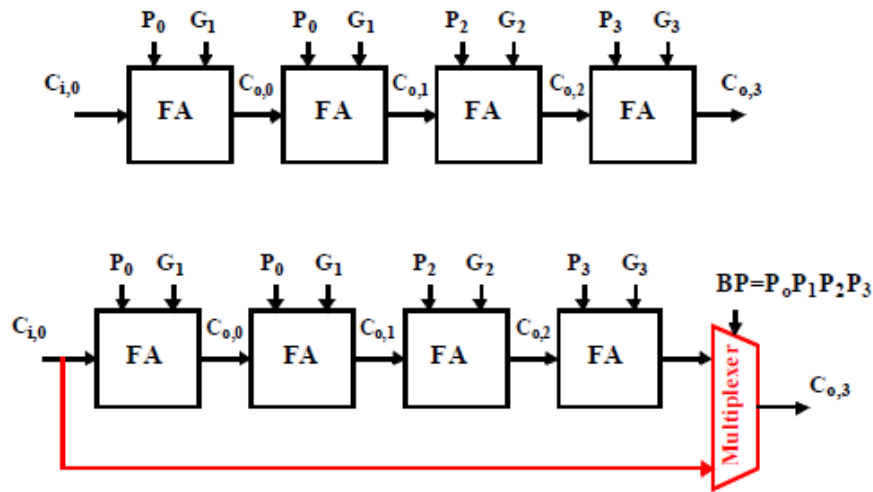 P0 G1 P0 G1 P2 G2 P3 G3
Ci,0 FA Co,0 FA Co,1 FA Co,2 FA Co,3
P0 G1 P0 G1 P2 G2 P3 G3 BP=PoP1P2P3
Ci,0 FA Co,0 FA Co,1 FA Co,2 FA Multiplexer Co,3